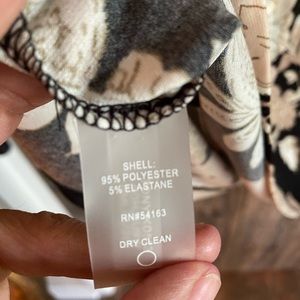 SHELL:
95% POLYESTER
5% ELASTANE
RN#54163
DRY CLEAN